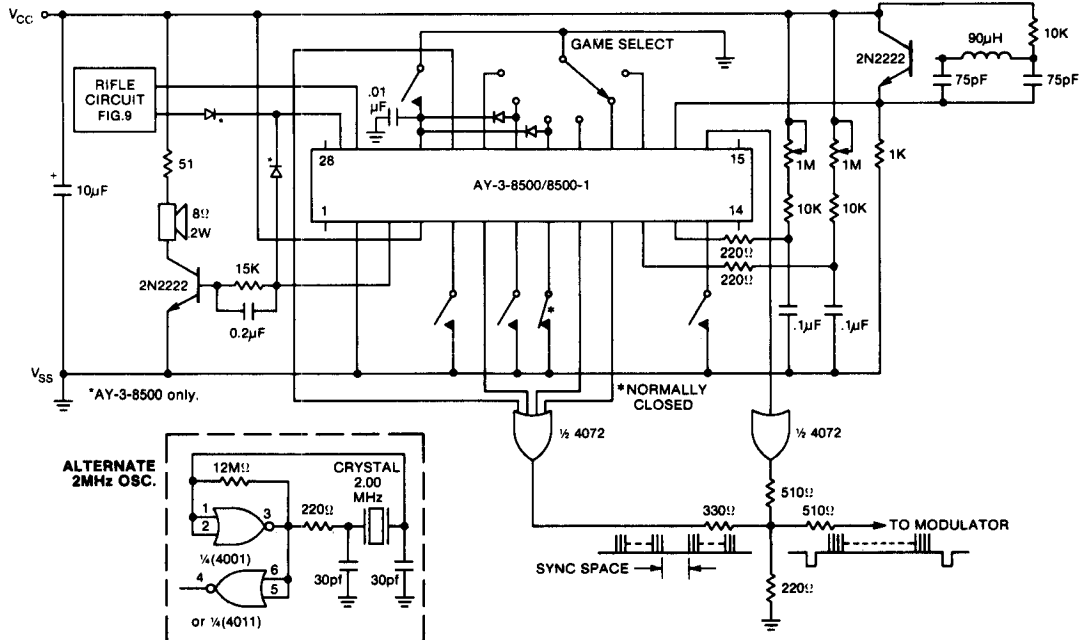 VCC
GAME SELECT
90µH
10K
2N2222
75pF
75pF
RIFLE
CIRCUIT
FIG.9
*
.01
µF
*
51
28
15
AY-3-8500/8500-1
1
14
1M
1M
1K
10K
10K
+
10µF
8Ω
.2W
220Ω
220Ω
2N2222
15K
0.2µF
*
.1µF
.1µF
VSS
*AY-3-8500 only.
*NORMALLY
CLOSED
½ 4072
½ 4072
ALTERNATE
2MHz OSC.
12MΩ
CRYSTAL
2.00
MHz
220Ω
1
2
3
¼(4001)
4
6
5
30pf
30pf
or ¼(4011)
510Ω
330Ω
510Ω
TO MODULATOR
SYNC SPACE
220Ω